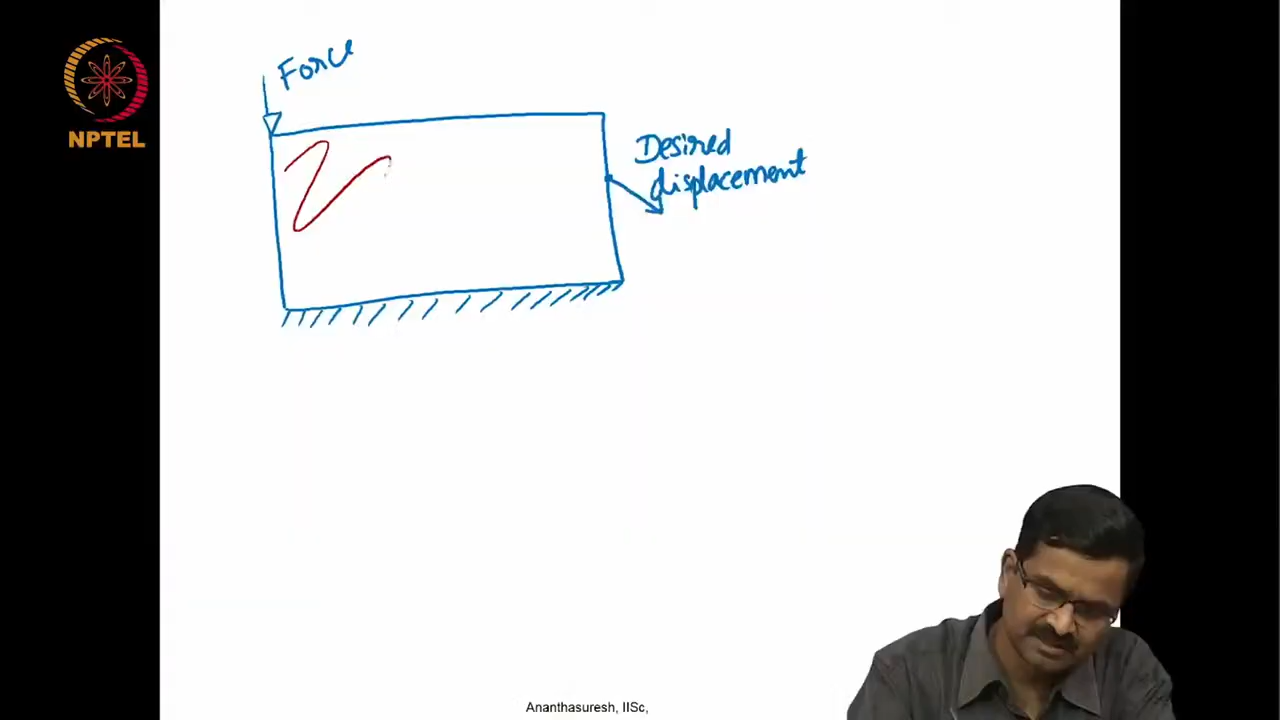 Force
NPTEL
Desired
displacement
Ananthasuresh, IISc,